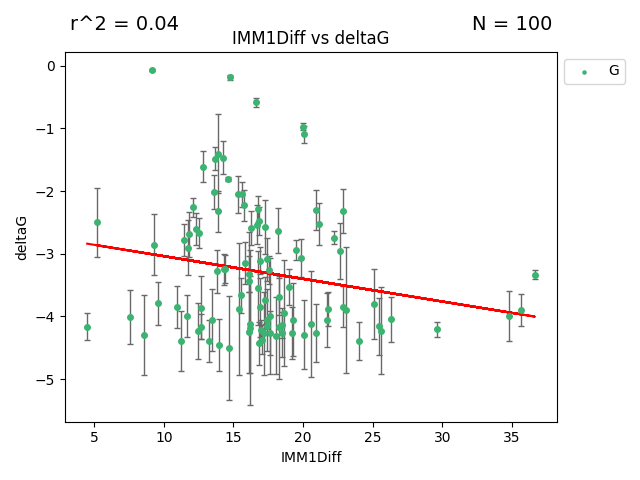 r^2 = 0.04
N = 100
IMM1Diff vs deltaG
G
0
−1
−2
−3
−4
−5
deltaG
5 10 15 20 25 30 35
IMM1Diff